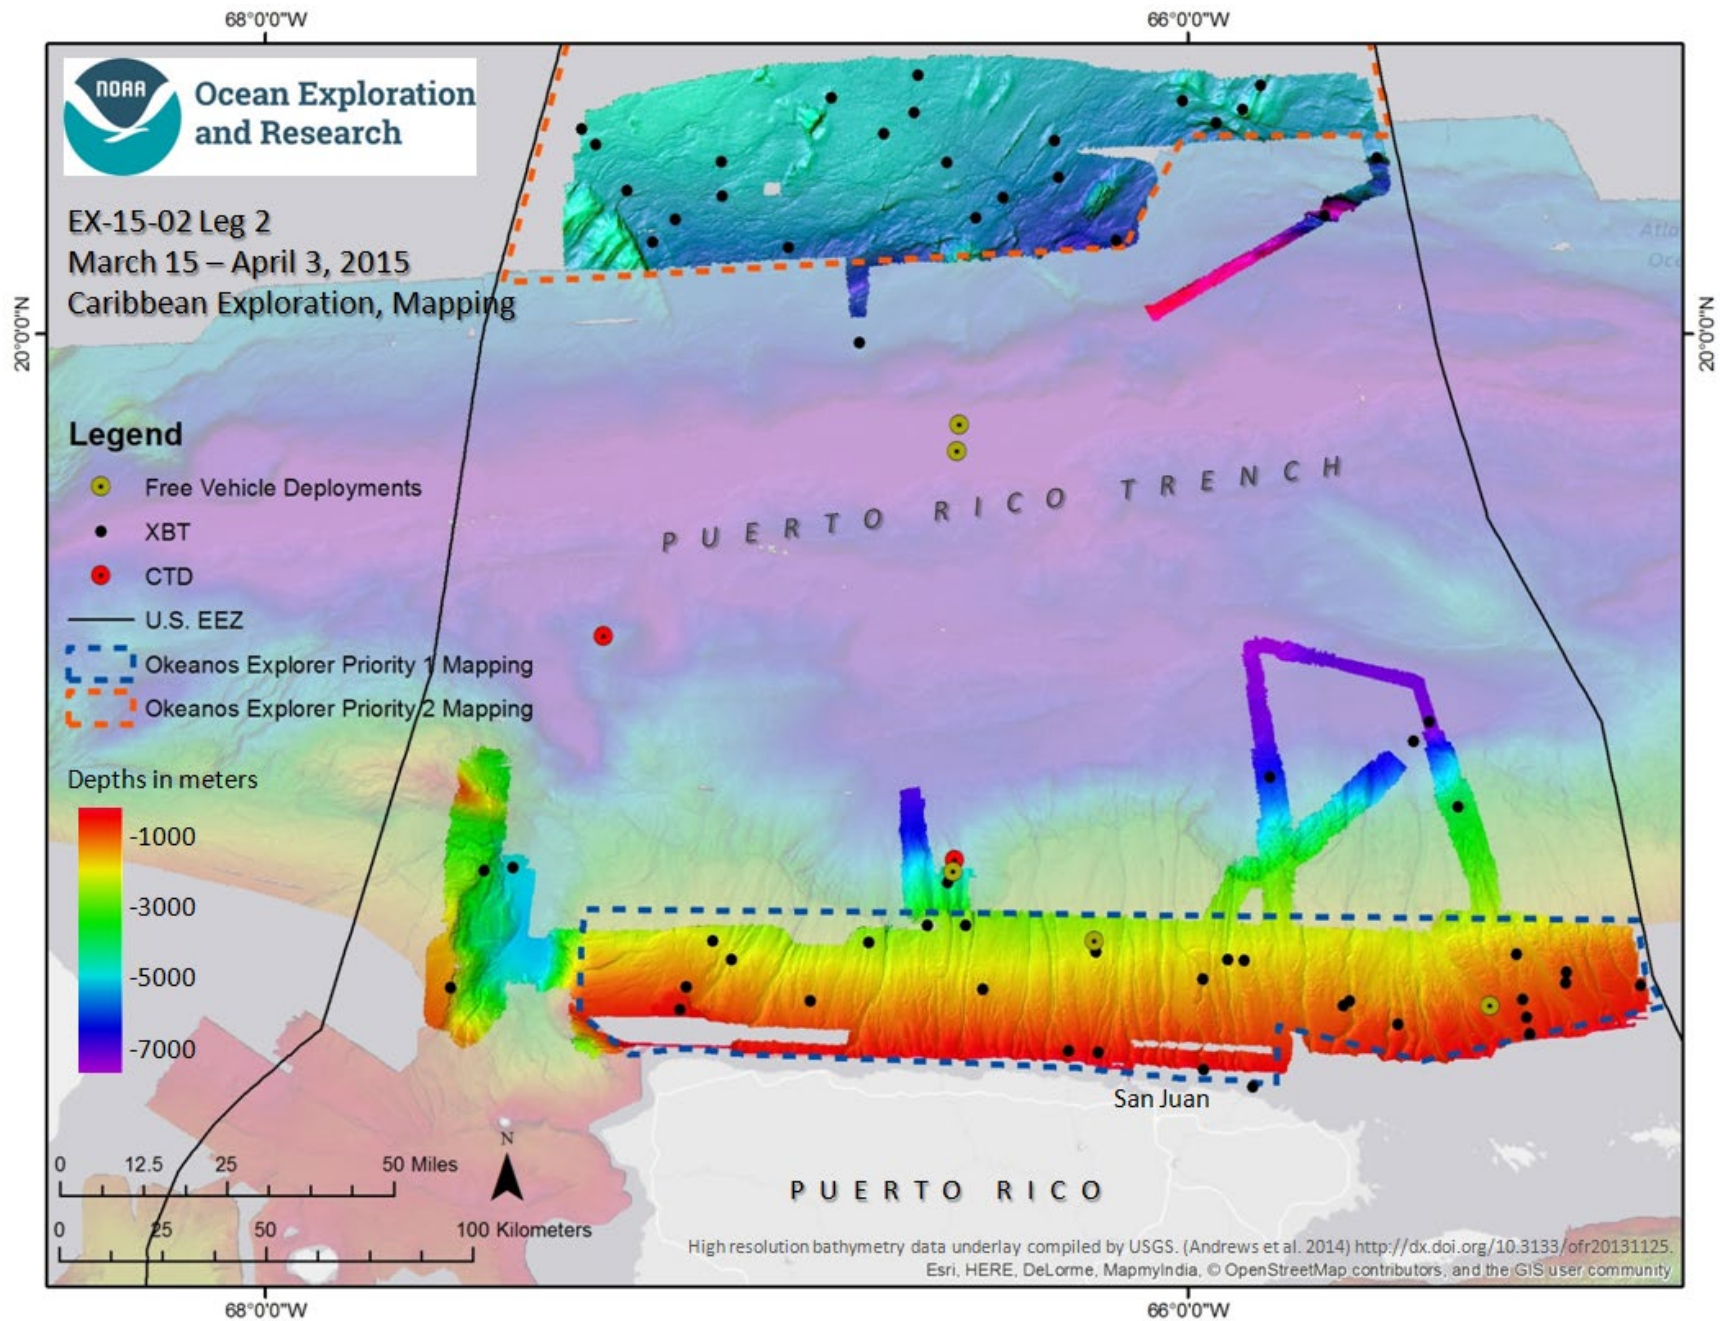 68°0'0"W
66°0'0"W
NOAA
Ocean Exploration
and Research
EX-15-02 Leg 2
March 15 – April 3, 2015
Caribbean Exploration, Mapping
20°0'0"N
20°0'0"N
Legend
Free Vehicle Deployments
XBT
CTD
U.S. EEZ
Okeanos Explorer Priority 1 Mapping
Okeanos Explorer Priority 2 Mapping
PUERTO RICO TRENCH
Depths in meters
-1000
-3000
-5000
-7000
San Juan
N
0 12.5 25 50 Miles
0 25 50 100 Kilometers
PUERTO RICO
High resolution bathymetry data underlay compiled by USGS. (Andrews et al. 2014) http://dx.doi.org/10.3133/ofr20131125.
Esri, HERE, DeLorme, MapmyIndia, © OpenStreetMap contributors, and the GIS user community
68°0'0"W
66°0'0"W